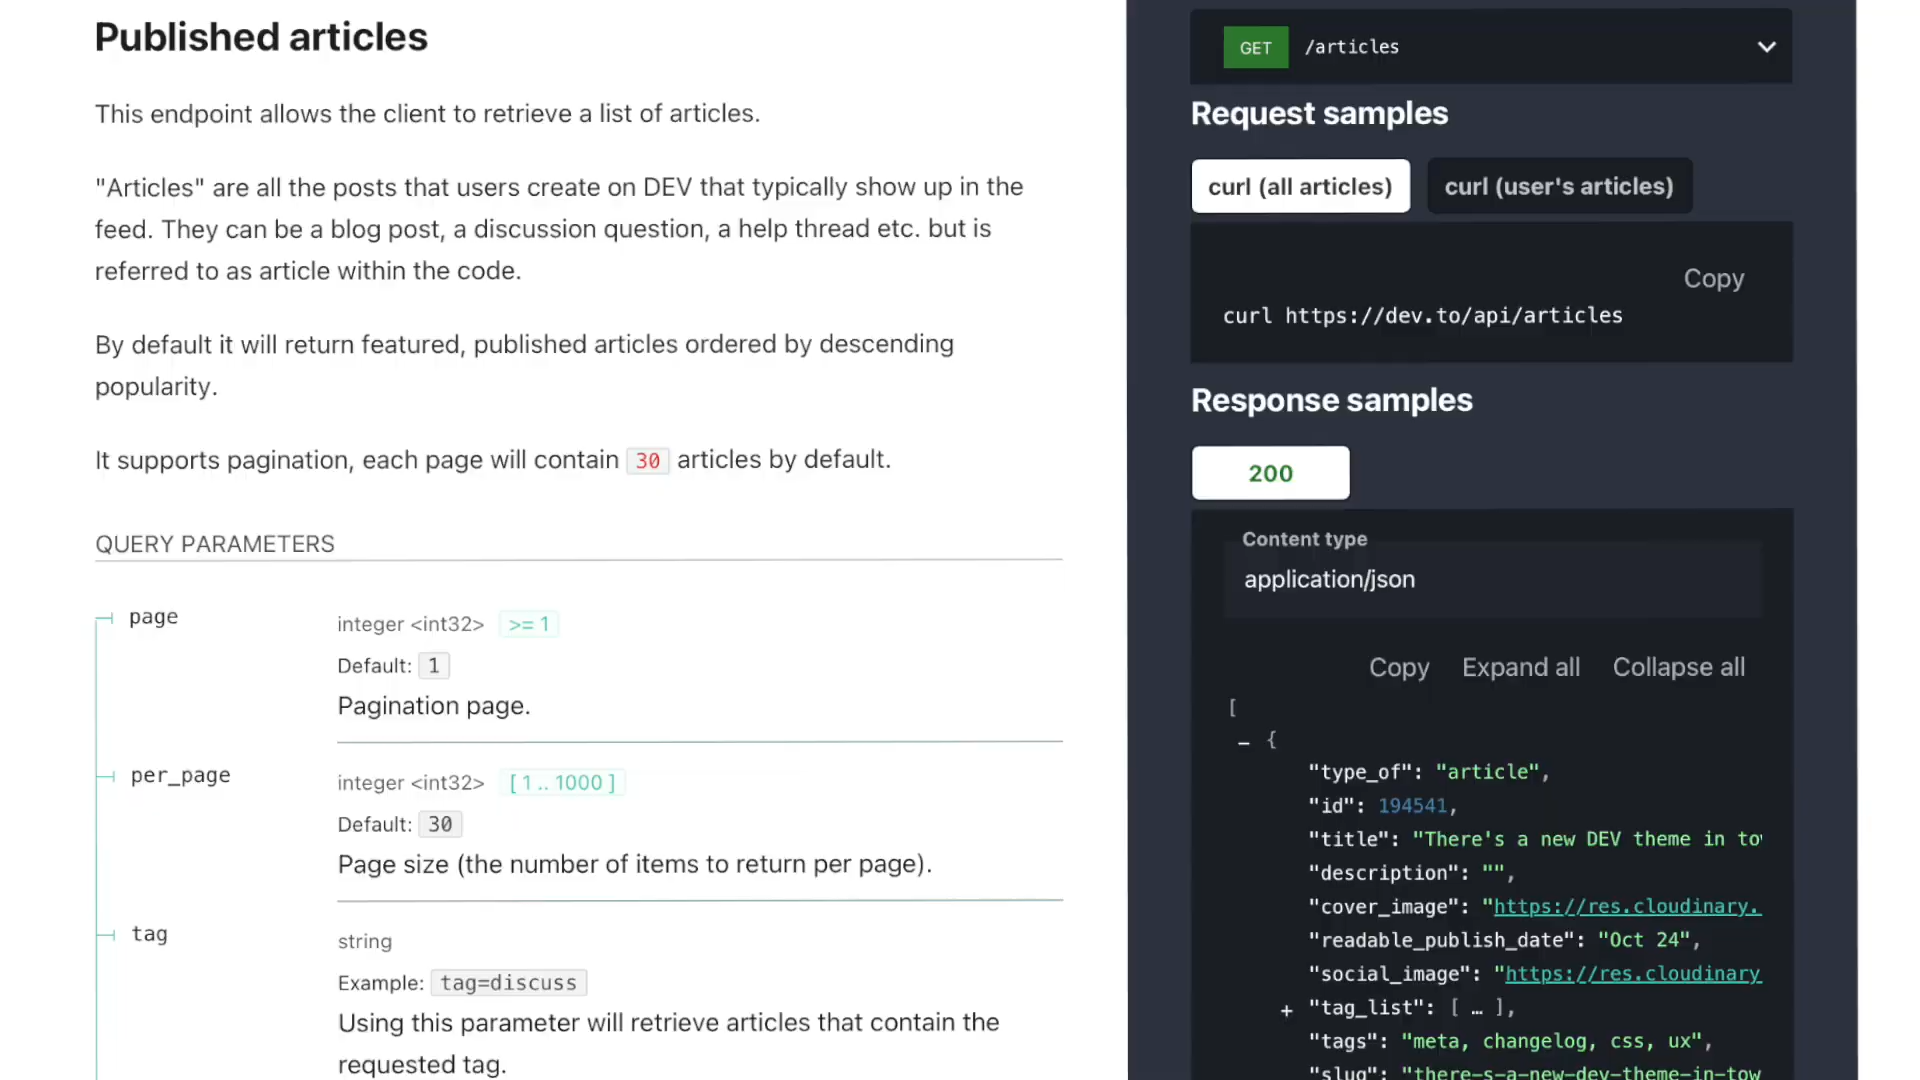 Published articles
This endpoint allows the client to retrieve a list of articles.
"Articles" are all the posts that users create on DEV that typically show up in the
feed. They can be a blog post, a discussion question, a help thread etc. but is
referred to as article within the code.
By default it will return featured, published articles ordered by descending
popularity.
It supports pagination, each page will contain 30 articles by default.
QUERY PARAMETERS
page
integer <int32> >= 1
Default: 1
Pagination page.
per_page
integer <int32> [ 1 .. 1000 ]
Default: 30
Page size (the number of items to return per page).
tag
string
Example: tag=discuss
Using this parameter will retrieve articles that contain the
requested tag.
GET /articles
Request samples
curl (all articles) curl (user's articles)
Copy
curl https://dev.to/api/articles
Response samples
200
Content type
application/json
Copy Expand all Collapse all
[
– {
"type_of": "article",
"id": 194541,
"title": "There's a new DEV theme in to
"description": "",
"cover_image": "https://res.cloudinary.
"readable_publish_date": "Oct 24",
"social_image": "https://res.cloudinary
+ "tag_list": [ … ],
"tags": "meta, changelog, css, ux",
"slug": "there-s-a-new-dev-theme-in-tow